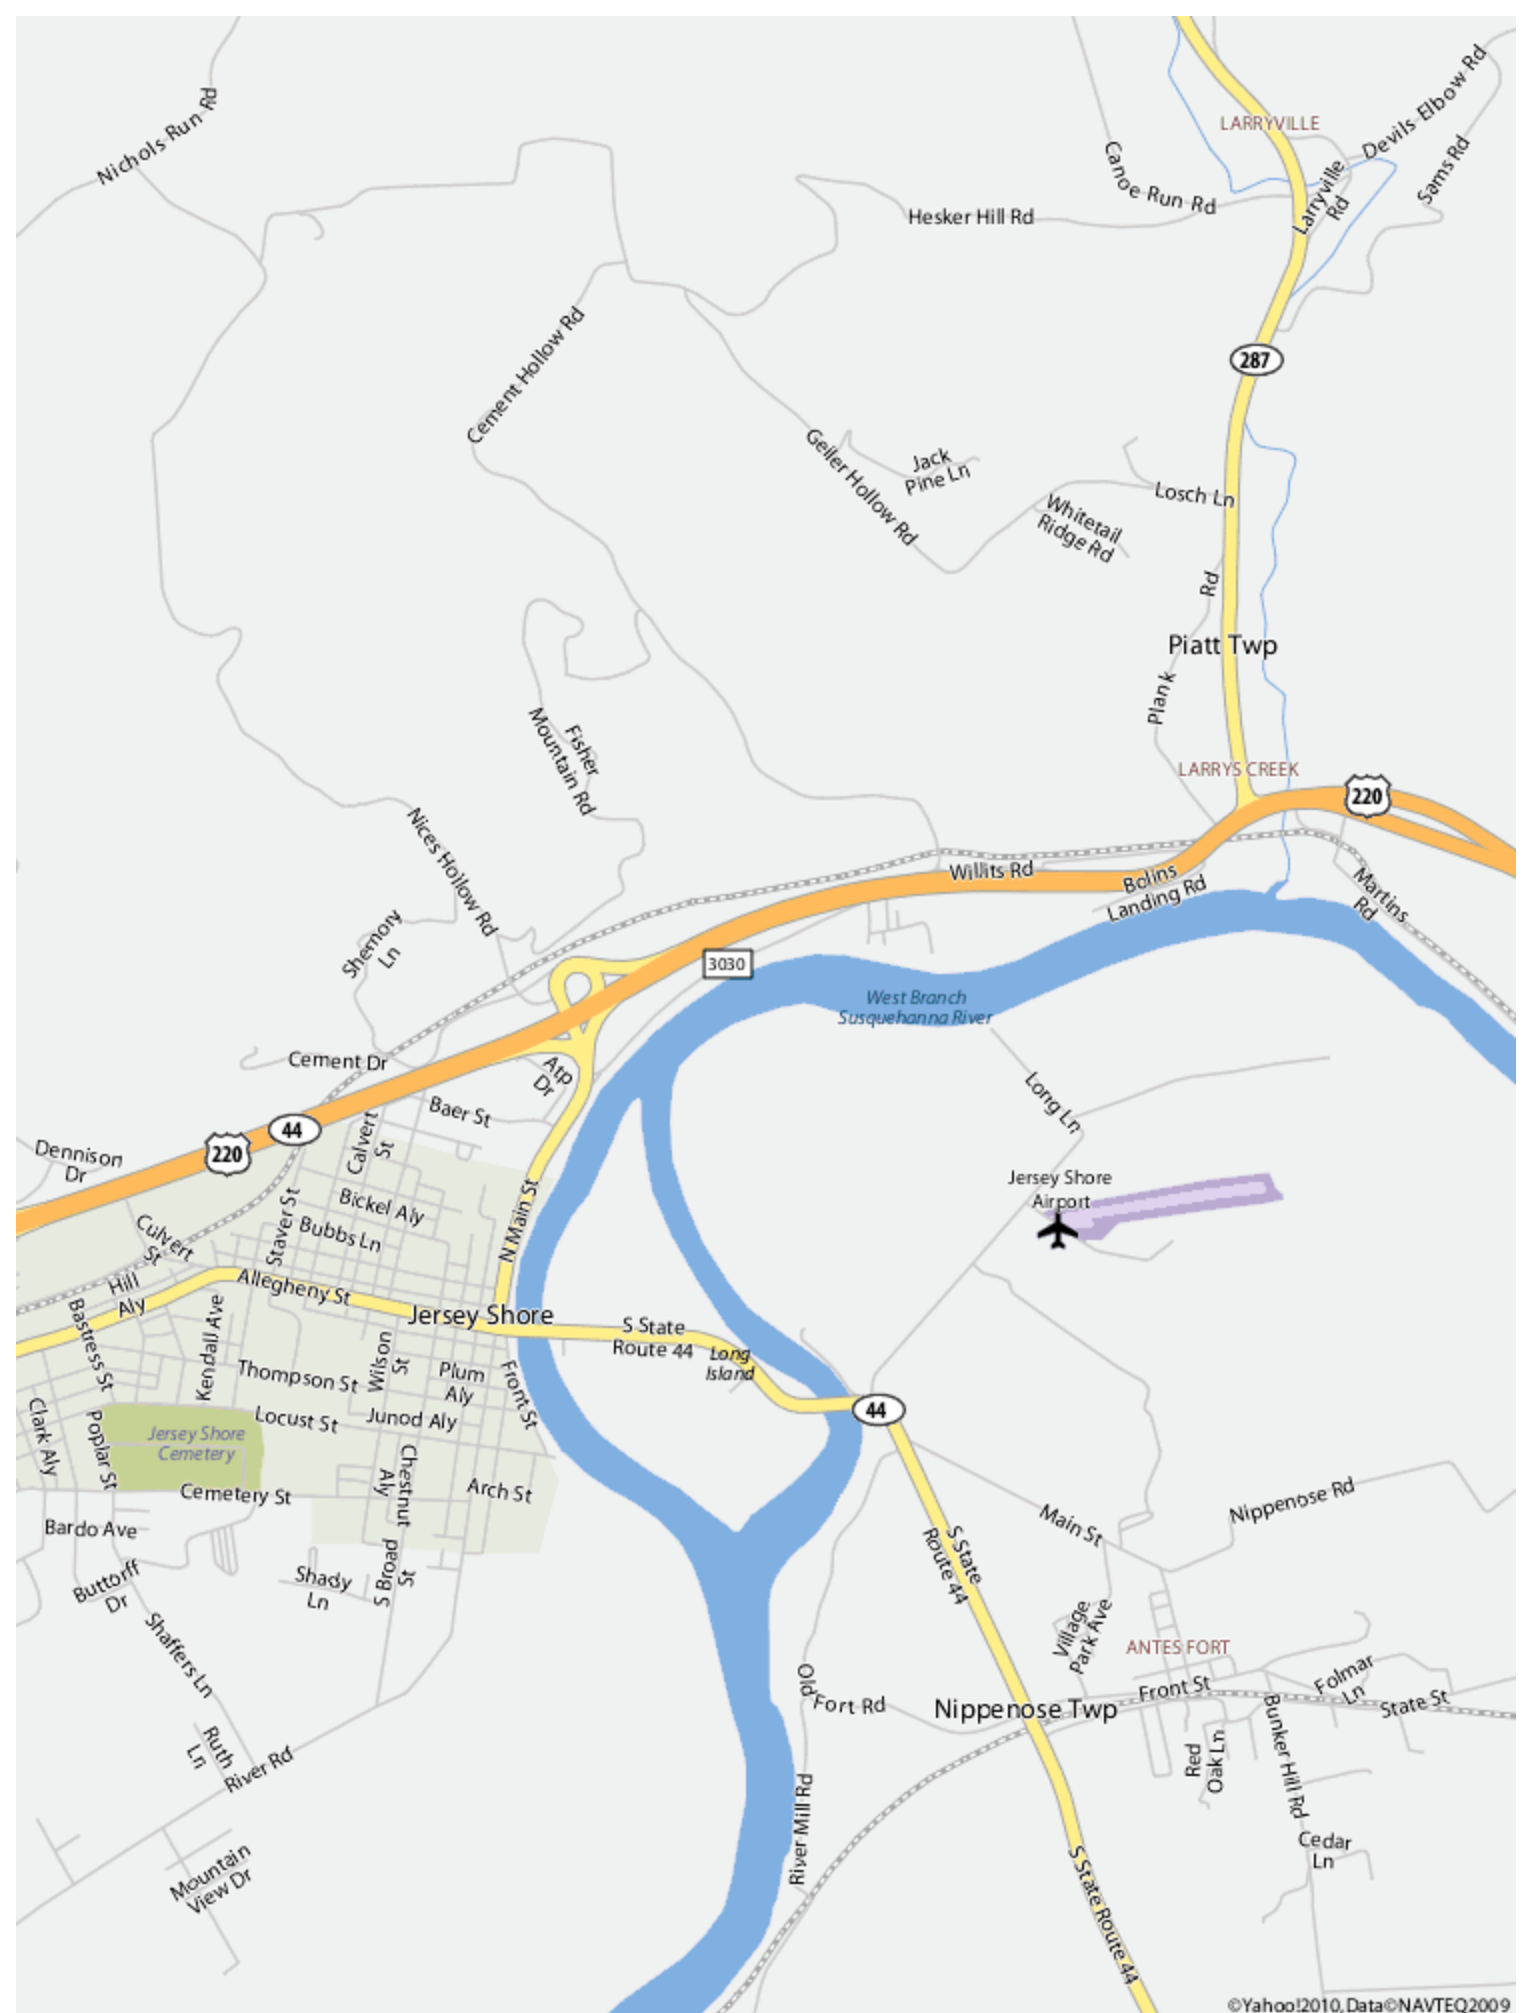 Nichols Run Rd
LARRYVILLE
Devils Elbow Rd
Sams Rd
Canoe Run Rd
Larryville
Rd
Hesker Hill Rd
Cement Hollow Rd
287
Geiler Hollow Rd
Jack
Pine Ln
Losch Ln
Whitetail
Ridge Rd
Plank Rd
Piatt Twp
Fisher
Mountain Rd
LARRYS CREEK
220
Nices Hollow Rd
Willits Rd
Bolins
Landing Rd
Martins
Rd
Shemory
Ln
3030
West Branch
Susquehanna River
Cement Dr
Atp
Dr
Long Ln
Baer St
44
220
Calvert
St
Dennison
Dr
Jersey Shore
Airport
Bickel Aly
Staver St
Bubbs Ln
N Main St
Culvert
St
Hill
Aly
Allegheny St
Jersey Shore
S State
Route 44
Long
Island
Bastress St
Kendall Ave
Wilson
St
Thompson St
Plum
Aly
Front St
44
Clark Aly
Poplar St
Locust St
Junod Aly
Jersey Shore
Cemetery
Chestnut
Aly
Cemetery St
Arch St
Main St
Nippenose Rd
Bardo Ave
S State
Route 44
Buttorff
Dr
Shady
Ln
S Broad
St
Village
Park Ave
ANTES FORT
Shaffers Ln
Old Fort Rd
Nippenose Twp
Front St
Folmar
Ln
State St
Ruth
Ln
River Rd
Red
Oak Ln
Bunker Hill Rd
River Mill Rd
Cedar
Ln
Mountain
View Dr
S State Route 44
©Yahoo!2010, Data©NAVTEQ2009